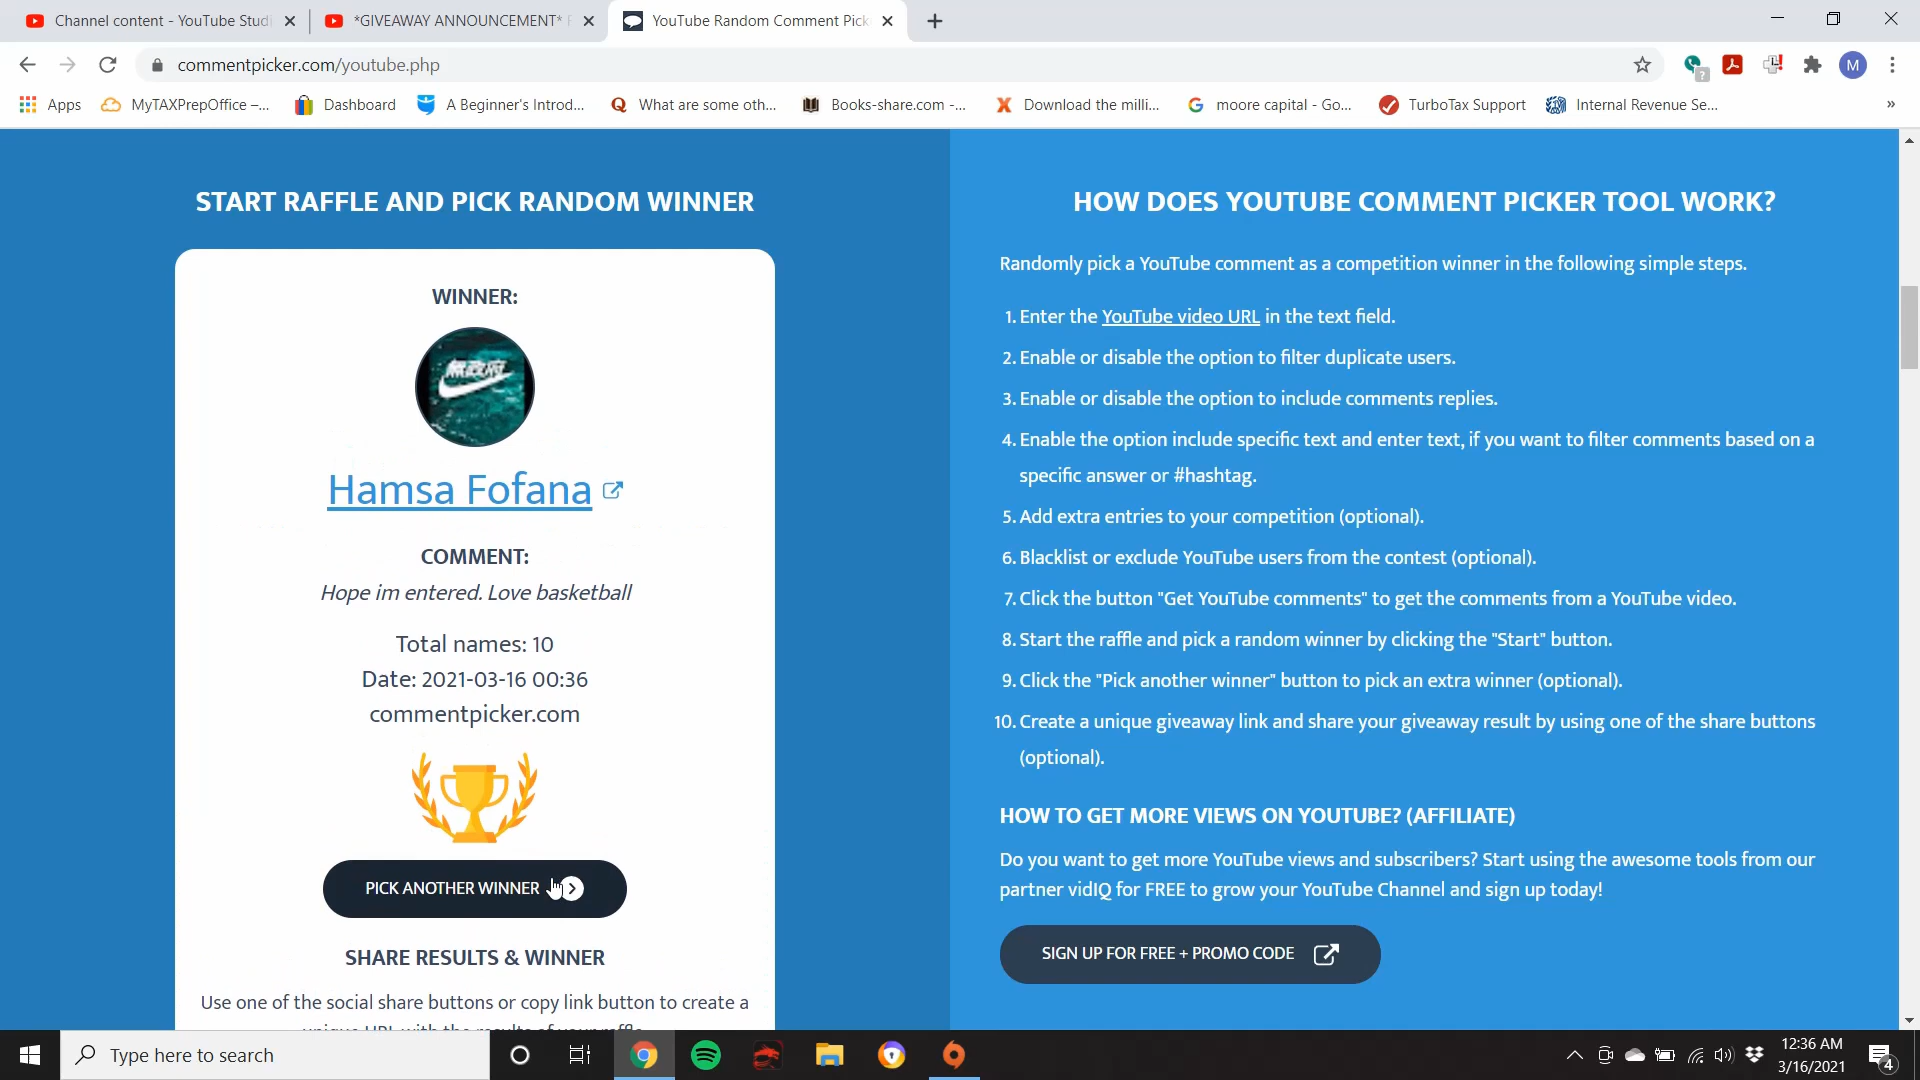 Channel content - YouTube Studi
*GIVEAWAY ANNOUNCEMENT*
YouTube Random Comment Pick
commentpicker.com/youtube.php
M
Apps
MyTAXPrepOffice –...
Dashboard
A Beginner's Introd...
What are some oth...
Books-share.com -...
Download the milli...
moore capital - Go...
TurboTax Support
Internal Revenue Se...
»
START RAFFLE AND PICK RANDOM WINNER
WINNER:
無政府
Hamsa Fofana
COMMENT:
Hope im entered. Love basketball
Total names: 10
Date: 2021-03-16 00:36
commentpicker.com
PICK ANOTHER WINNER
SHARE RESULTS & WINNER
Use one of the social share buttons or copy link button to create a
unique URL with the results of your raffle
HOW DOES YOUTUBE COMMENT PICKER TOOL WORK?
Randomly pick a YouTube comment as a competition winner in the following simple steps.
1. Enter the YouTube video URL in the text field.
2. Enable or disable the option to filter duplicate users.
3. Enable or disable the option to include comments replies.
4. Enable the option include specific text and enter text, if you want to filter comments based on a
specific answer or #hashtag.
5. Add extra entries to your competition (optional).
6. Blacklist or exclude YouTube users from the contest (optional).
7. Click the button "Get YouTube comments" to get the comments from a YouTube video.
8. Start the raffle and pick a random winner by clicking the "Start" button.
9. Click the "Pick another winner" button to pick an extra winner (optional).
10. Create a unique giveaway link and share your giveaway result by using one of the share buttons
(optional).
HOW TO GET MORE VIEWS ON YOUTUBE? (AFFILIATE)
Do you want to get more YouTube views and subscribers? Start using the awesome tools from our
partner vidIQ for FREE to grow your YouTube Channel and sign up today!
SIGN UP FOR FREE + PROMO CODE
Type here to search
12:36 AM
3/16/2021
4